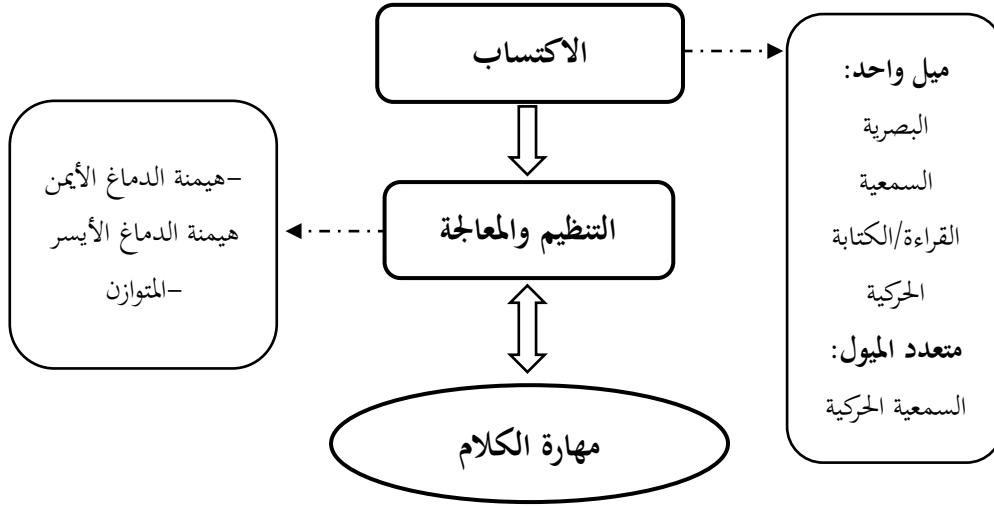 الاكتساب
ميل واحد:
البصرية
السمعية
القراءة/الكتابة
الحركية
متعدد الميول:
السمعية الحركية
التنظيم والمعالجة
-هيمنة الدماغ الأيمن
هيمنة الدماغ الأيسر
-المتوازن
مهارة الكلام